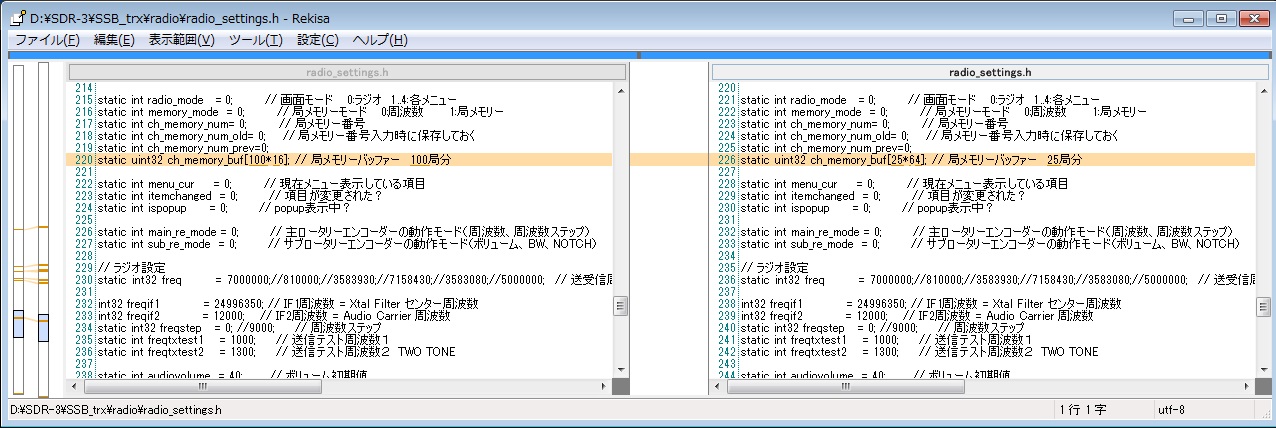 D:¥SDR-3¥SSB_trx¥radio¥radio_settings.h - Rekisa
ファイル(F) 編集(E) 表示範囲(V) ツール(T) 設定(C) ヘルプ(H)
radio_settings.h
214
215 static int radio_mode = 0; // 画面モード 0:ラジオ 1..4:各メニュー
216 static int memory_mode = 0; // 局メモリーモード 0:周波数 1:局メモリー
217 static int ch_memory_num= 0; // 局メモリー番号
218 static int ch_memory_num_old= 0; // 局メモリー番号入力時に保存しておく
219 static int ch_memory_num_prev=0;
220 static uint32 ch_memory_buf[100*16]; // 局メモリーバッファー 100局分
221
222 static int menu_cur = 0; // 現在メニュー表示している項目
223 static int itemchanged = 0; // 項目が変更された？
224 static int ispopup = 0; // popup表示中？
225
226 static int main_re_mode = 0; // 主ロータリーエンコーダーの動作モード(周波数、周波数ステップ)
227 static int sub_re_mode = 0; // サブロータリーエンコーダーの動作モード(ボリューム、BW、NOTCH)
228
229 // ラジオ設定
230 static int32 freq = 7000000;//810000;//3583930;//7158430;//3583080;//5000000; // 送受信
231
232 int32 freqif1 = 24996350; // IF1周波数 = Xtal Filter センター周波数
233 int32 freqif2 = 12000; // IF2周波数 = Audio Carrier 周波数
234 static int32 freqstep = 0; //9000; // 周波数ステップ
235 static int freqtxtest1 = 1000; // 送信テスト周波数１
236 static int freqtxtest2 = 1300; // 送信テスト周波数２ TWO TONE
237
238 static int audiovolume = 40; // ボリューム初期値
radio_settings.h
220
221 static int radio_mode = 0; // 画面モード 0:ラジオ 1..4:各メニュー
222 static int memory_mode = 0; // 局メモリーモード 0:周波数 1:局メモリー
223 static int ch_memory_num= 0; // 局メモリー番号
224 static int ch_memory_num_old= 0; // 局メモリー番号入力時に保存しておく
225 static int ch_memory_num_prev=0;
226 static uint32 ch_memory_buf[25*64]; // 局メモリーバッファー 25局分
227
228 static int menu_cur = 0; // 現在メニュー表示している項目
229 static int itemchanged = 0; // 項目が変更された？
230 static int ispopup = 0; // popup表示中？
231
232 static int main_re_mode = 0; // 主ロータリーエンコーダーの動作モード(周波数、周波数ステップ)
233 static int sub_re_mode = 0; // サブロータリーエンコーダーの動作モード(ボリューム、BW、NOTCH)
234
235 // ラジオ設定
236 static int32 freq = 7000000;//810000;//3583930;//7158430;//3583080;//5000000; // 送受信
237
238 int32 freqif1 = 24996350; // IF1周波数 = Xtal Filter センター周波数
239 int32 freqif2 = 12000; // IF2周波数 = Audio Carrier 周波数
240 static int32 freqstep = 0; //9000; // 周波数ステップ
241 static int freqtxtest1 = 1000; // 送信テスト周波数１
242 static int freqtxtest2 = 1300; // 送信テスト周波数２ TWO TONE
243
244 static int audiovolume = 40; // ボリューム初期値
D:¥SDR-3¥SSB_trx¥radio¥radio_settings.h 1 行 1 字 utf-8